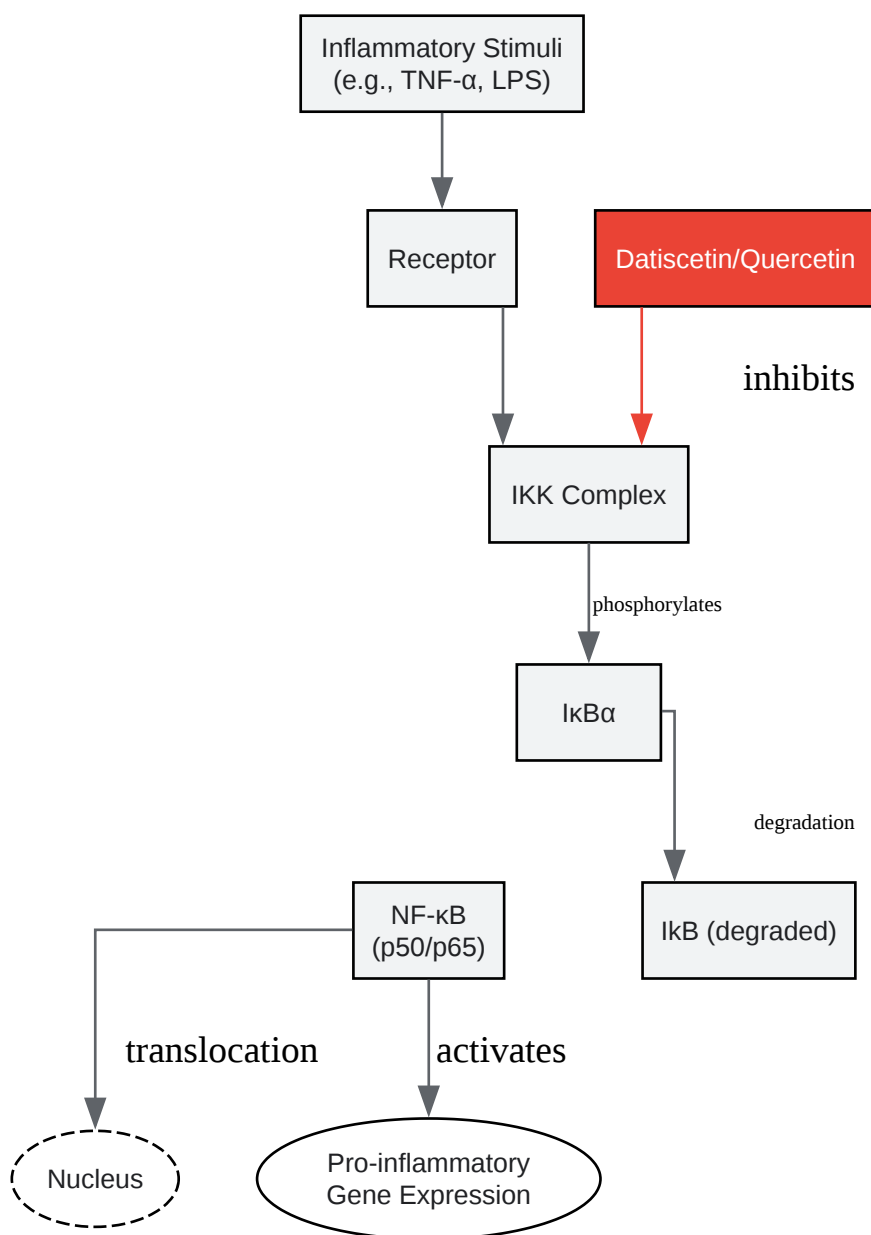 Inflammatory Stimuli
(e.g., TNF-α, LPS)
Receptor
Datiscetin/Quercetin
inhibits
IKK Complex
phosphorylates
IκBα
degradation
NF-κB
(p50/p65)
IkB (degraded)
translocation
activates
Nucleus
Pro-inflammatory
Gene Expression